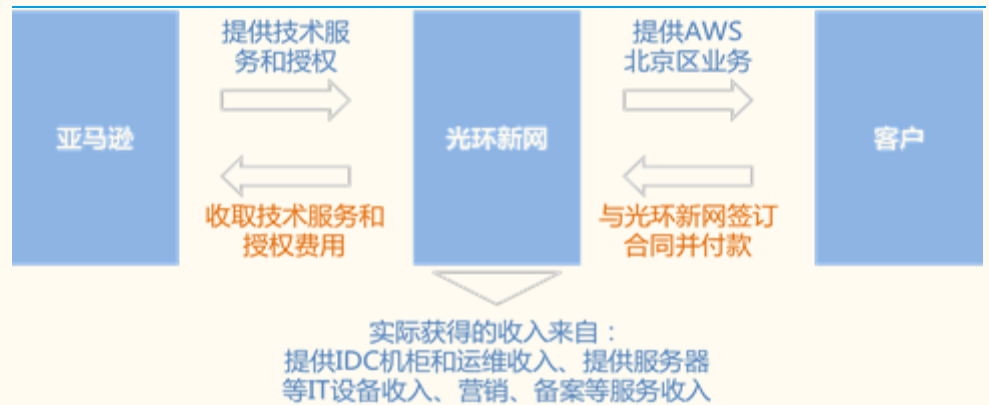 提供技术服
务和授权
提供AWS
北京区业务
亚马逊
光环新网
客户
收取技术服务和
授权费用
与光环新网签订
合同并付款
实际获得的收入来自：
提供IDC机柜和运维收入、提供服务器
等IT设备收入、营销、备案等服务收入